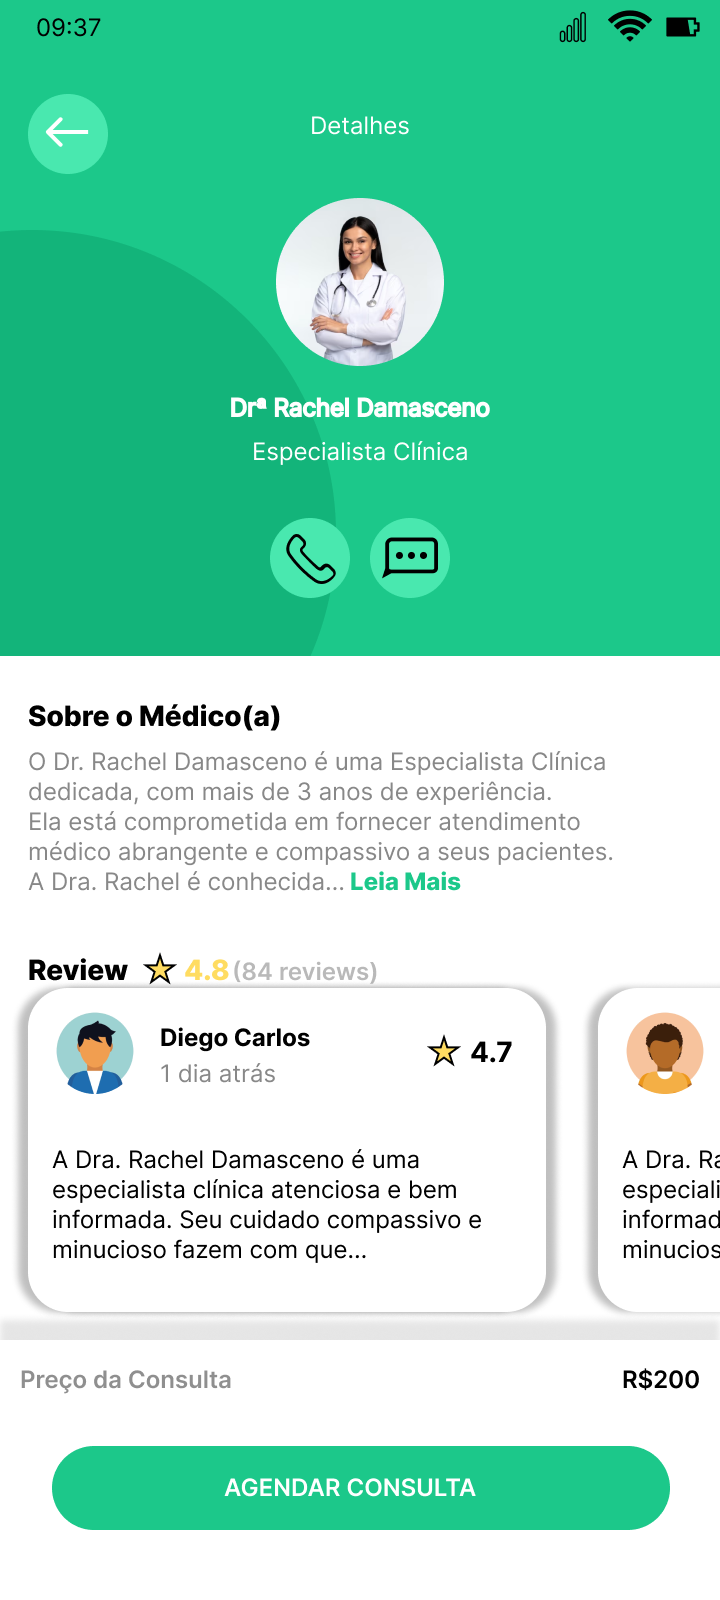 09:37
Detalhes
Drª Rachel Damasceno
Especialista Clínica
Sobre o Médico(a)
O Dr. Rachel Damasceno é uma Especialista Clínica
dedicada, com mais de 3 anos de experiência.
Ela está comprometida em fornecer atendimento
médico abrangente e compassivo a seus pacientes.
A Dra. Rachel é conhecida... Leia Mais
Review 4.8 (84 reviews)
Diego Carlos
1 dia atrás
4.7
A Dra. Rachel Damasceno é uma
especialista clínica atenciosa e bem
informada. Seu cuidado compassivo e
minucioso fazem com que...
A Dra. Ra
especiali
informad
minucios
Preço da Consulta
R$200
AGENDAR CONSULTA